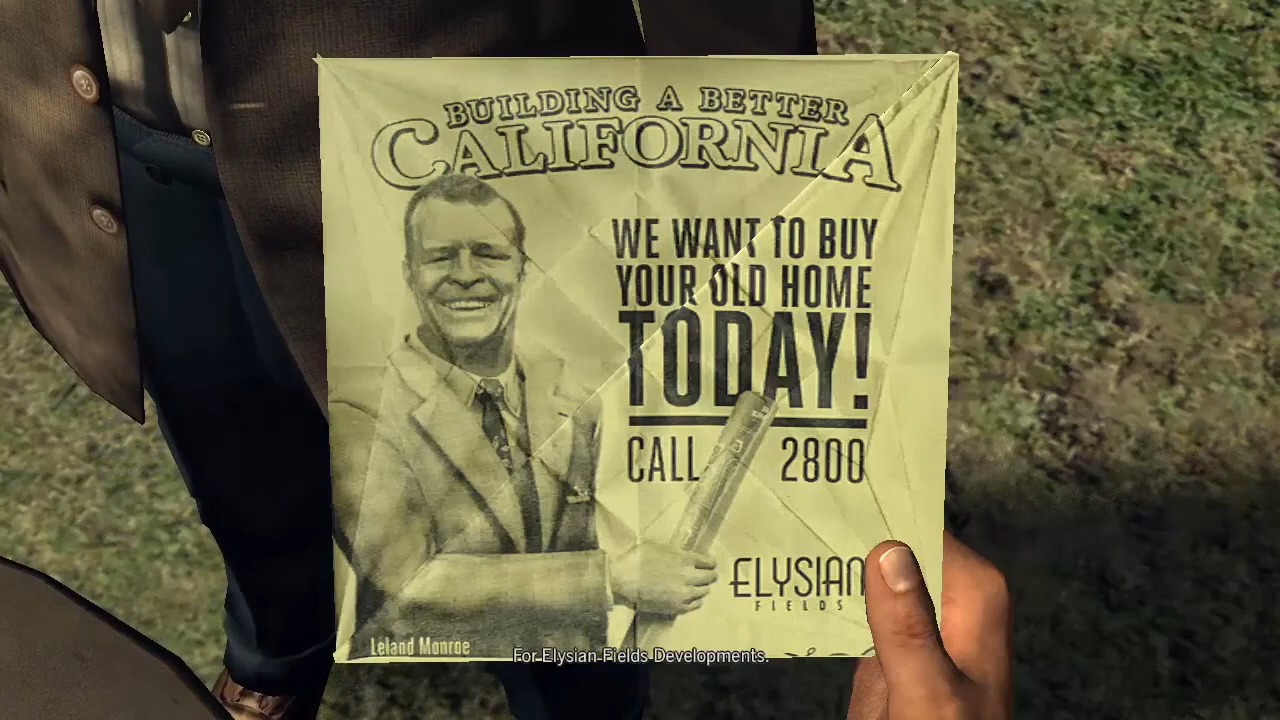 BUILDING A BETTER
CALIFORNIA
WE WANT TO BUY
YOUR OLD HOME
TODAY!
CALL 2800
ELYSIAN
FIELDS
Leland Monroe
For Elysian Fields Developments.